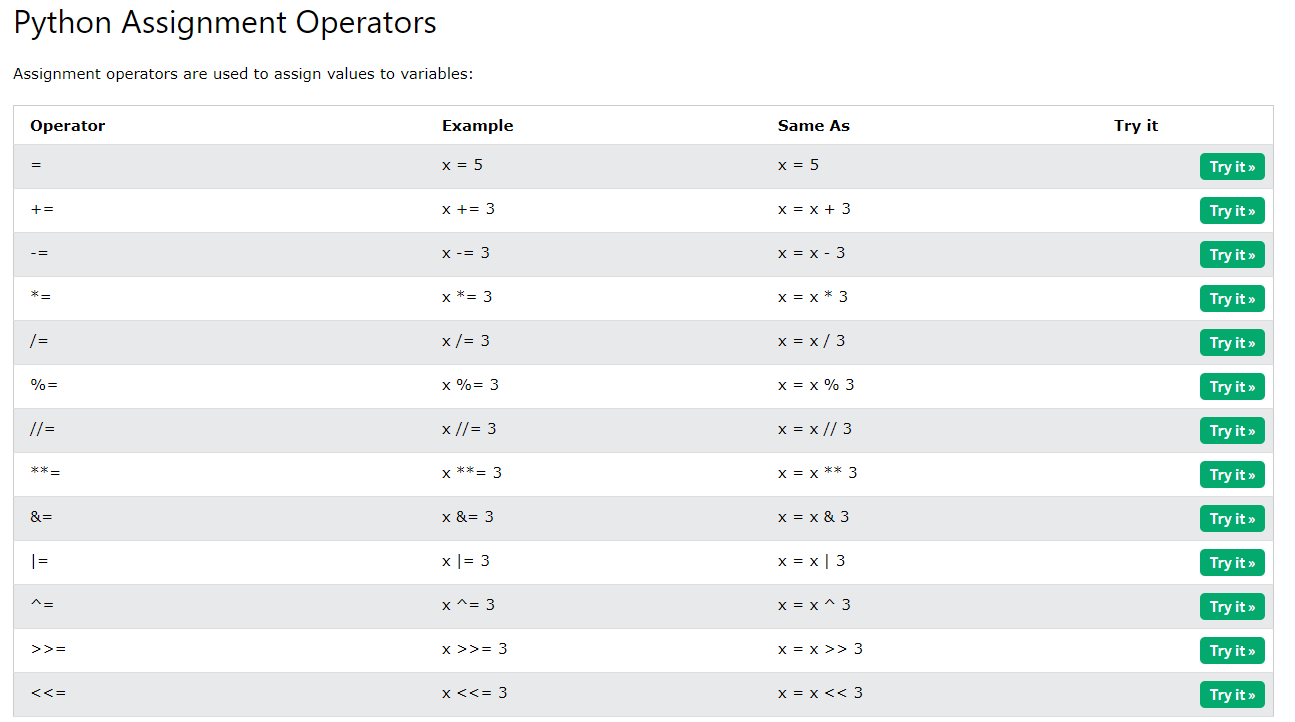 Python Assignment Operators
Assignment operators are used to assign values to variables:
Operator Example Same As Try it
= x = 5 x = 5 Try it »
+= x += 3 x = x + 3 Try it »
-= x -= 3 x = x - 3 Try it »
*= x *= 3 x = x * 3 Try it »
/= x /= 3 x = x / 3 Try it »
%= x %= 3 x = x % 3 Try it »
//= x //= 3 x = x // 3 Try it »
**= x **= 3 x = x ** 3 Try it »
&= x &= 3 x = x & 3 Try it »
|= x |= 3 x = x | 3 Try it »
^= x ^= 3 x = x ^ 3 Try it »
>>= x >>= 3 x = x >> 3 Try it »
<<= x <<= 3 x = x << 3 Try it »